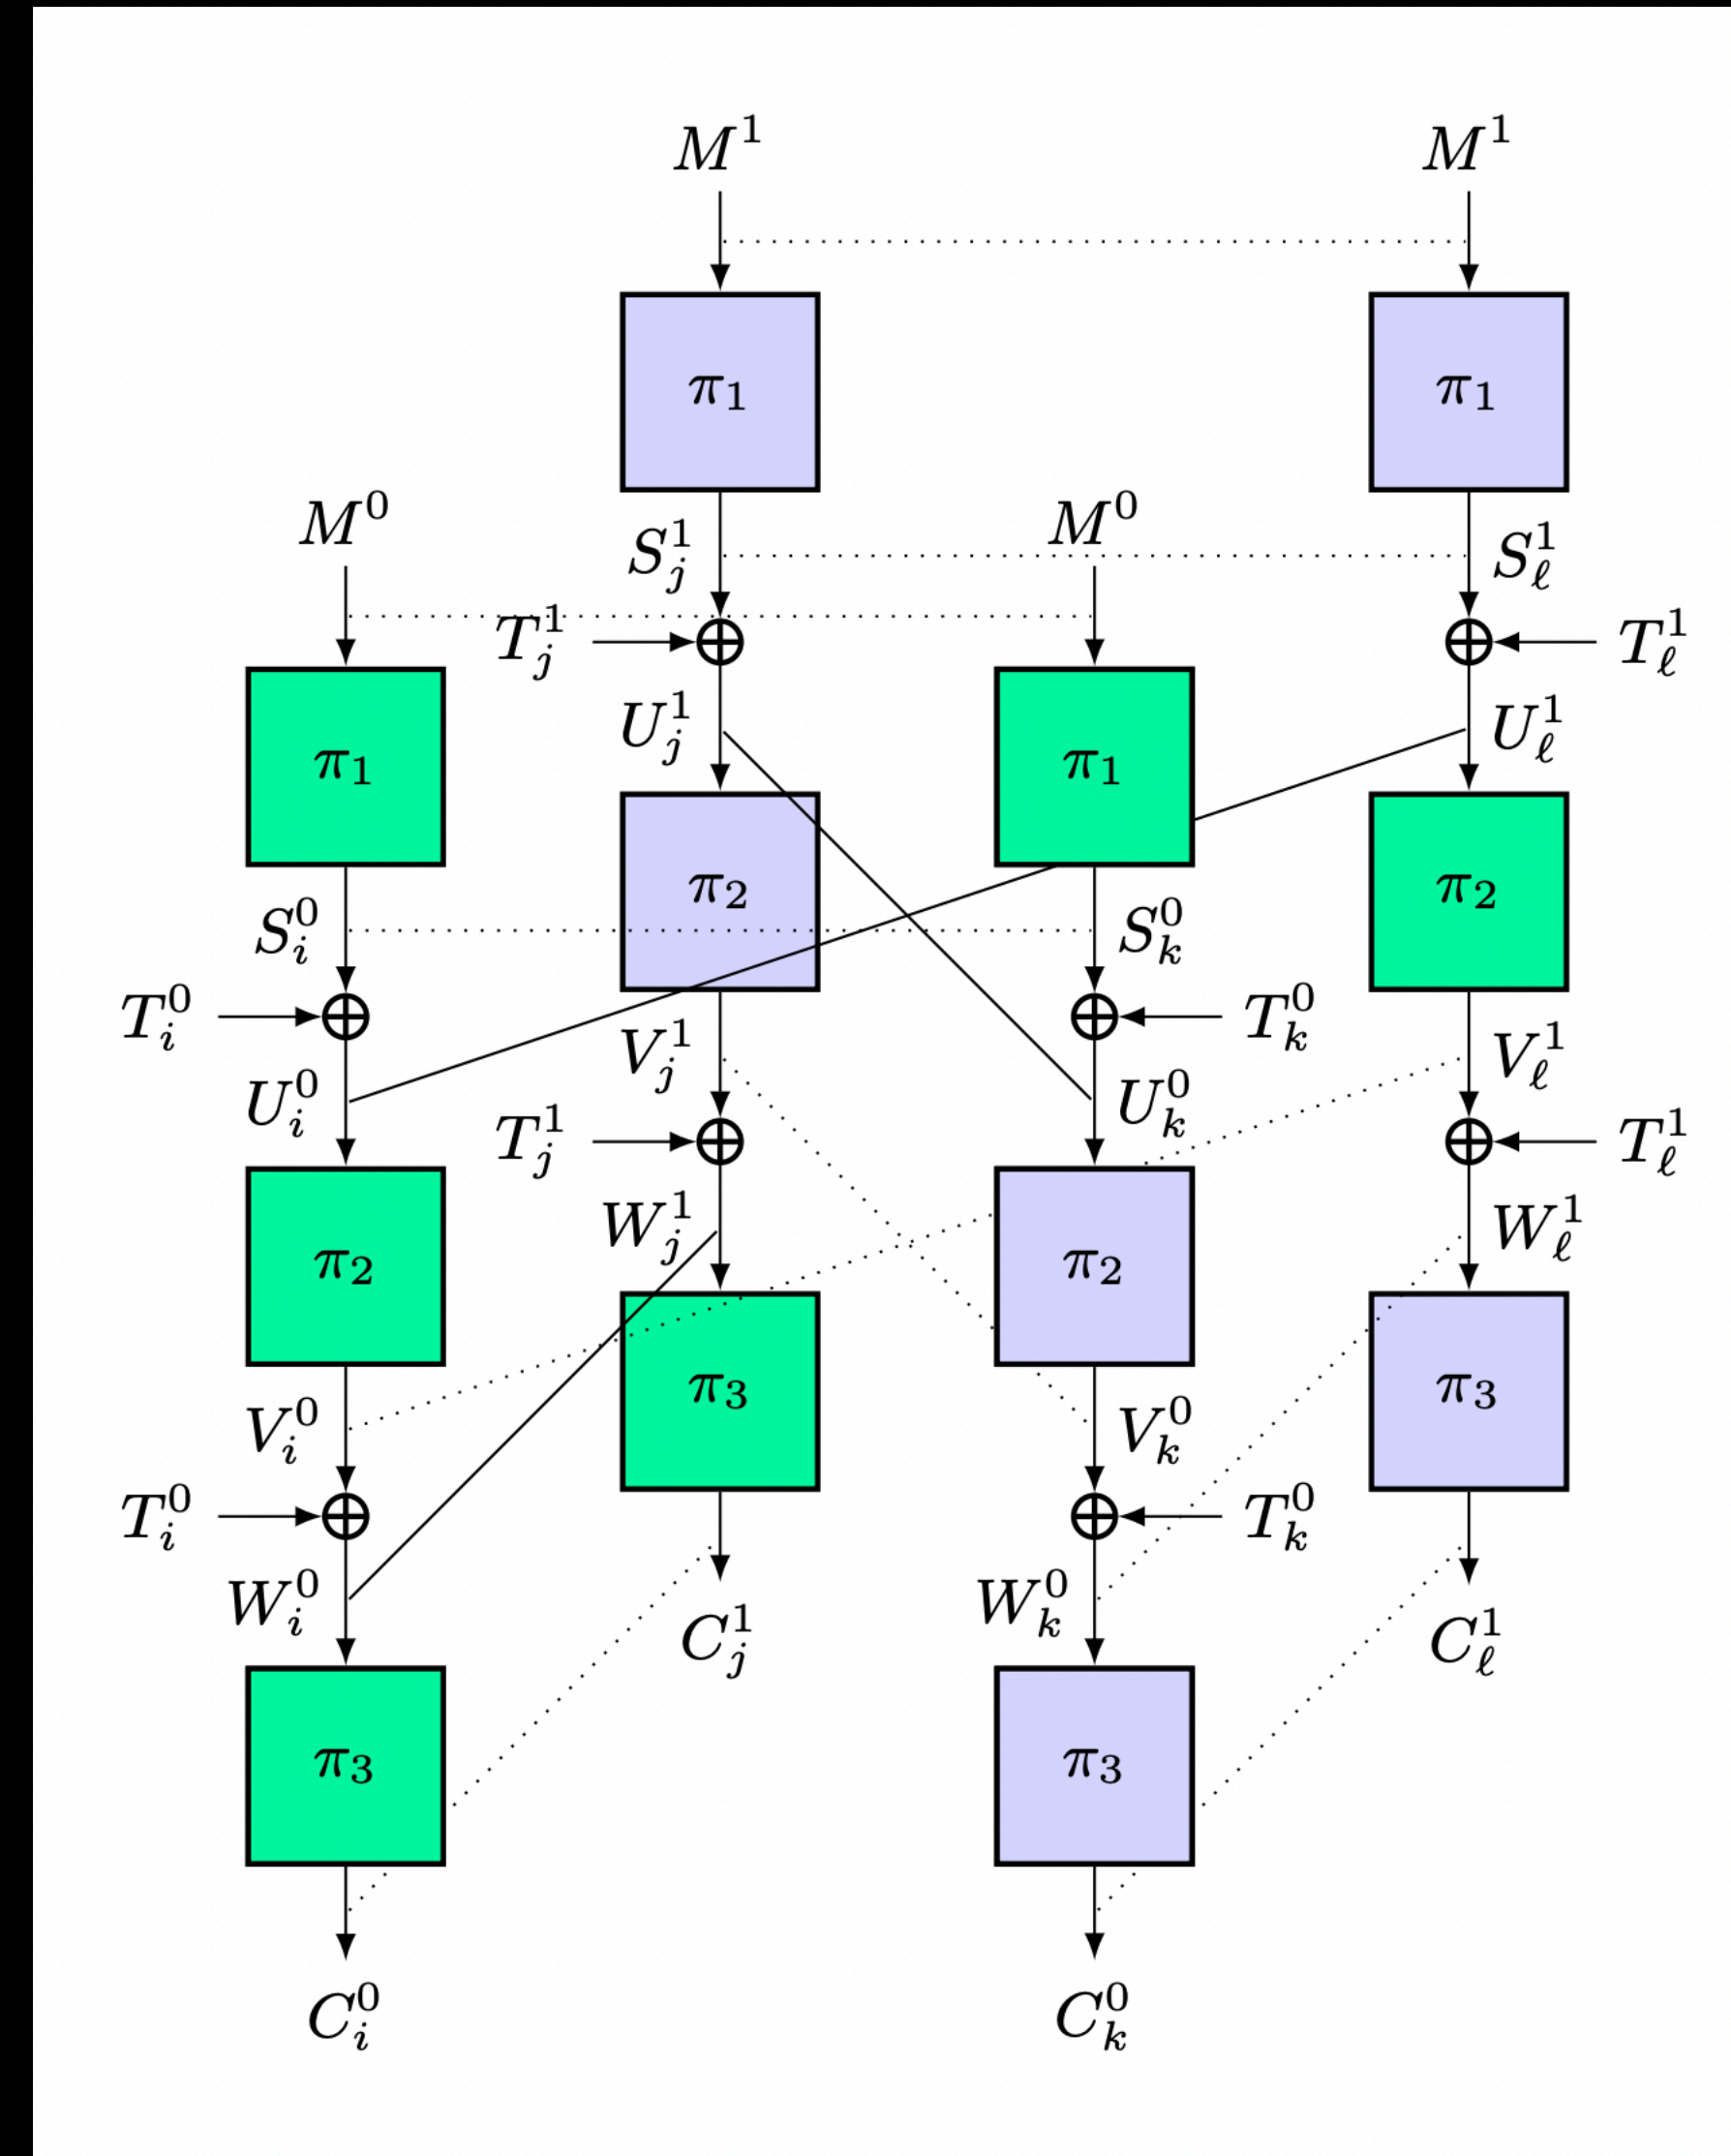 M^1 M^1
π_1 π_1
M^0 M^0
S_j^1 S_ℓ^1
T_j^1 T_ℓ^1
U_j^1 U_ℓ^1
π_1 π_1
π_2 π_2
S_i^0 S_k^0
T_i^0 T_k^0
V_j^1 V_ℓ^1
U_i^0 U_k^0
T_j^1 T_ℓ^1
W_j^1 W_ℓ^1
π_2 π_2
π_3 π_3
V_i^0 V_k^0
T_i^0 T_k^0
W_i^0 W_k^0
C_j^1 C_ℓ^1
π_3 π_3
C_i^0 C_k^0